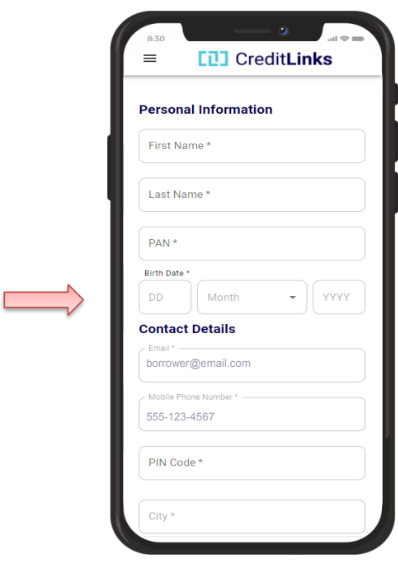 8:30
CreditLinks
Personal Information
First Name *
Last Name *
PAN *
Birth Date *
DD Month YYYY
Contact Details
Email *
borrower@email.com
Mobile Phone Number *
555-123-4567
PIN Code *
City *